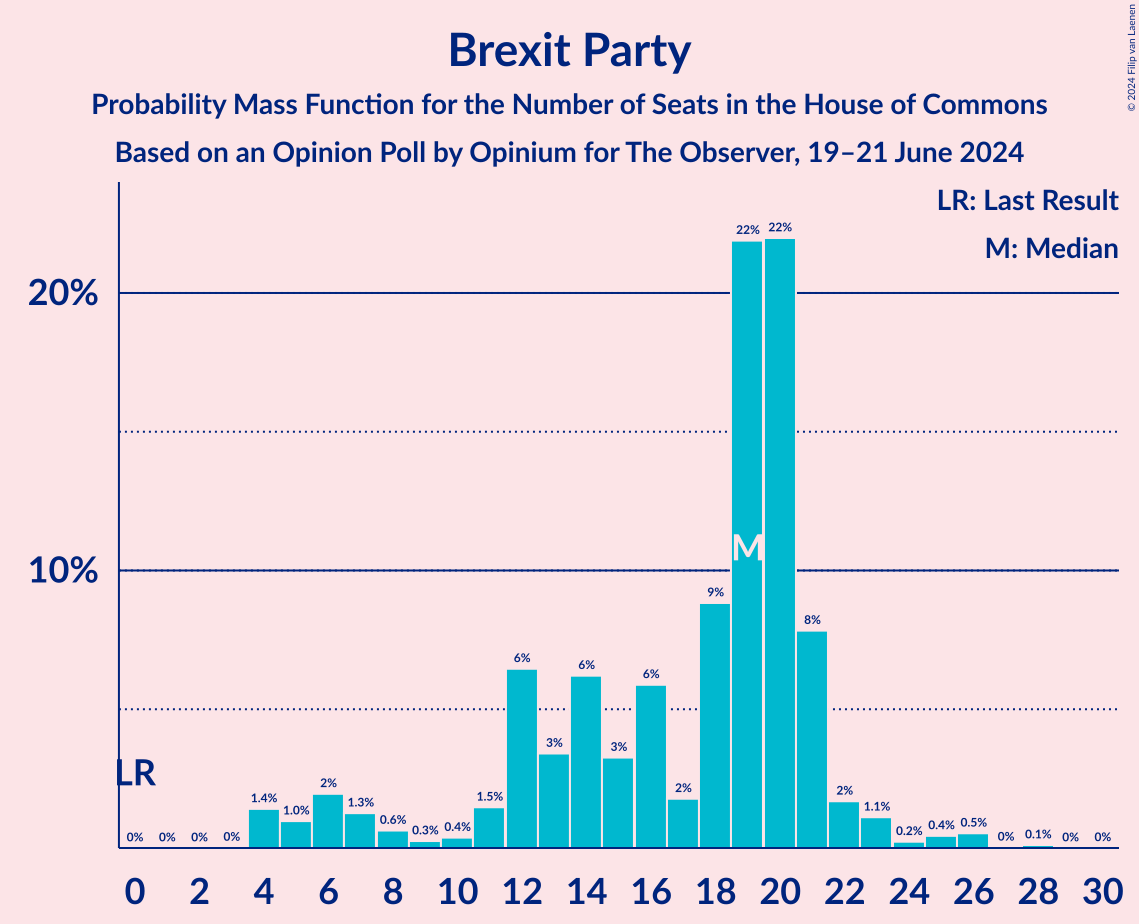 Brexit Party
Probability Mass Function for the Number of Seats in the House of Commons
Based on an Opinion Poll by Opinium for The Observer, 19–21 June 2024
© 2024 Filip van Laenen
LR: Last Result
M: Median
20%
10%
22% 22%
M
9%
8%
6% 6% 6%
3% 3%
LR
0% 0% 0% 0% 1.4% 1.0% 2% 1.3% 0.6% 0.3% 0.4% 1.5% 2% 2% 1.1% 0.2% 0.4% 0.5% 0% 0.1% 0% 0%
0 2 4 6 8 10 12 14 16 18 20 22 24 26 28 30